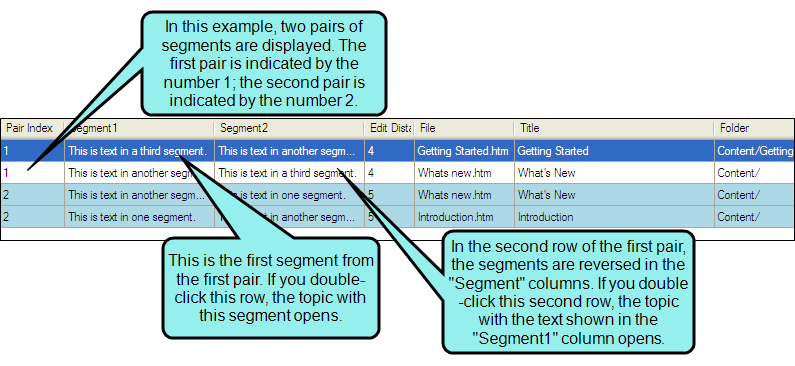 In this example, two pairs of
segments are displayed. The
first pair is indicated by the
number 1; the second pair is
indicated by the number 2.
Pair Index Segment1 Segment2 Edit Dista File Title Folder
1 This is text in a third segment. This is text in another segm... 4 Getting Started.htm Getting Started Content/Getting
1 This is text in another segm... This is text in a third segment. 4 Whats new.htm What's New Content/
2 This is text in another segm... This is text in one segment. 5 Whats new.htm What's New Content/
2 This is text in one segment. This is text in another segm... 5 Introduction.htm Introduction Content/
This is the first segment from
the first pair. If you double-
click this row, the topic with
this segment opens.
In the second row of the first pair,
the segments are reversed in the
"Segment" columns. If you double
-click this second row, the topic
with the text shown in the
"Segment1" column opens.